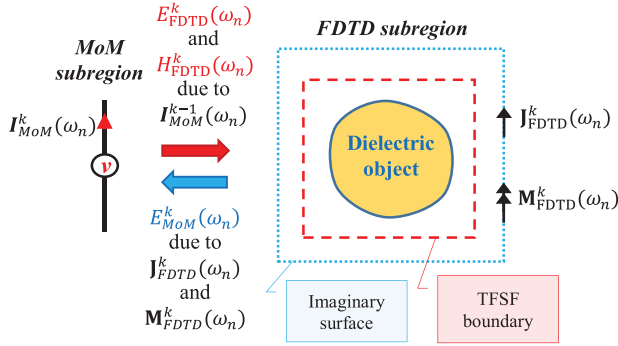 MoM
subregion
I^k_MoM(ω_n)
v
E^k_FDTD(ω_n)
and
H^k_FDTD(ω_n)
due to
I^{k-1}_MoM(ω_n)
E^k_MoM(ω_n)
due to
J^k_FDTD(ω_n)
and
M^k_FDTD(ω_n)
FDTD subregion
Dielectric
object
J^k_FDTD(ω_n)
M^k_FDTD(ω_n)
Imaginary
surface
TFSF
boundary